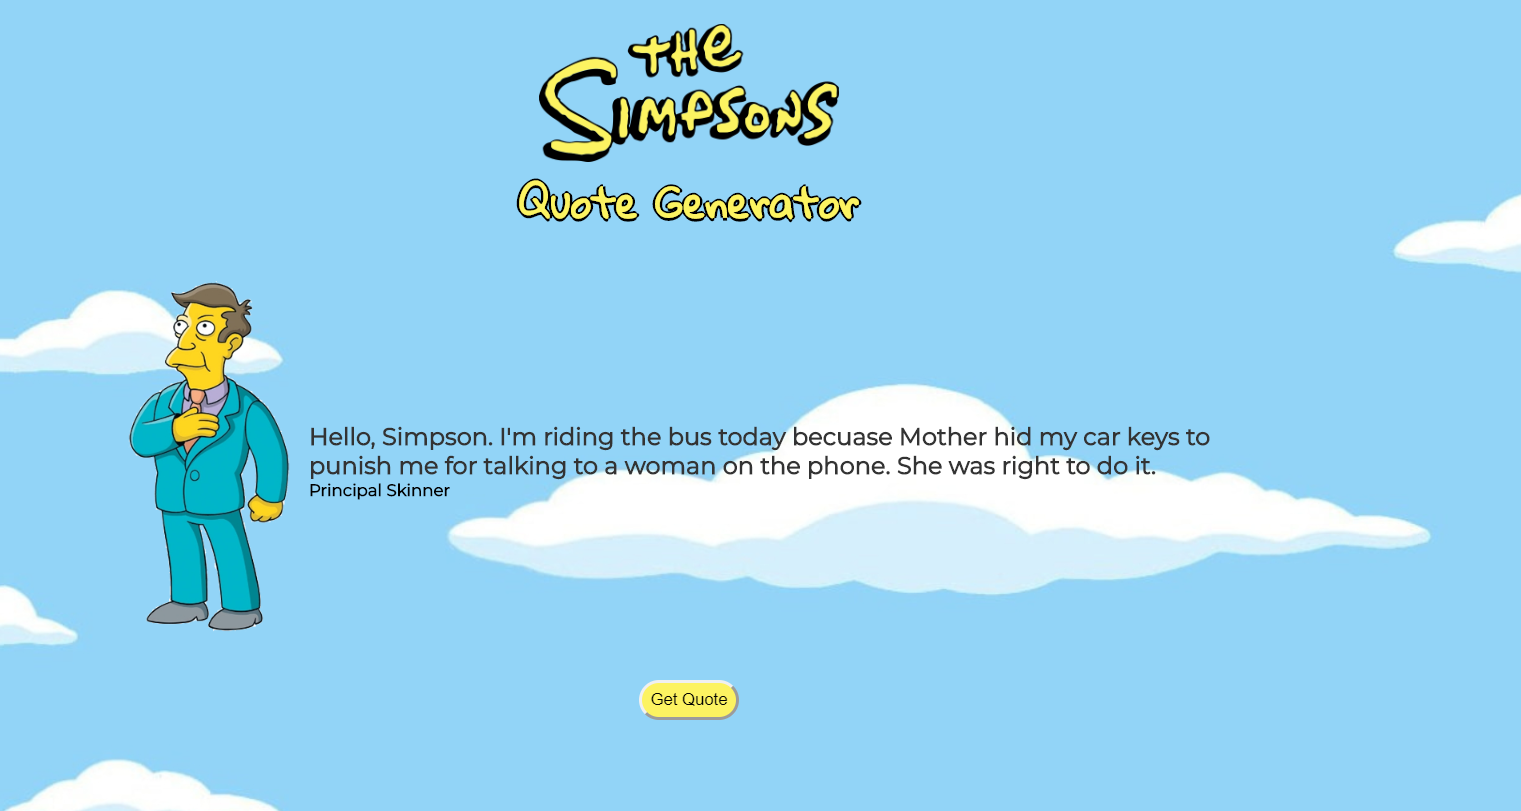 THE
SIMPSONS
Quote Generator
Hello, Simpson. I'm riding the bus today becuase Mother hid my car keys to
punish me for talking to a woman on the phone. She was right to do it.
Principal Skinner
Get Quote